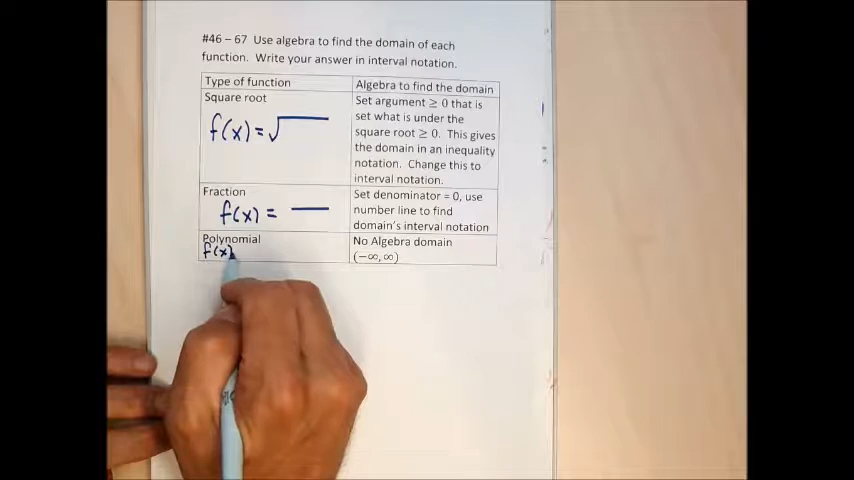 #46 – 67 Use algebra to find the domain of each
function. Write your answer in interval notation.
Type of function
Algebra to find the domain
Square root
f(x) = √
Set argument ≥ 0 that is
set what is under the
square root ≥ 0. This gives
the domain in an inequality
notation. Change this to
interval notation.
Fraction
f(x) = —
Set denominator = 0, use
number line to find
domain's interval notation
Polynomial
f(x)
No Algebra domain
(−∞,∞)